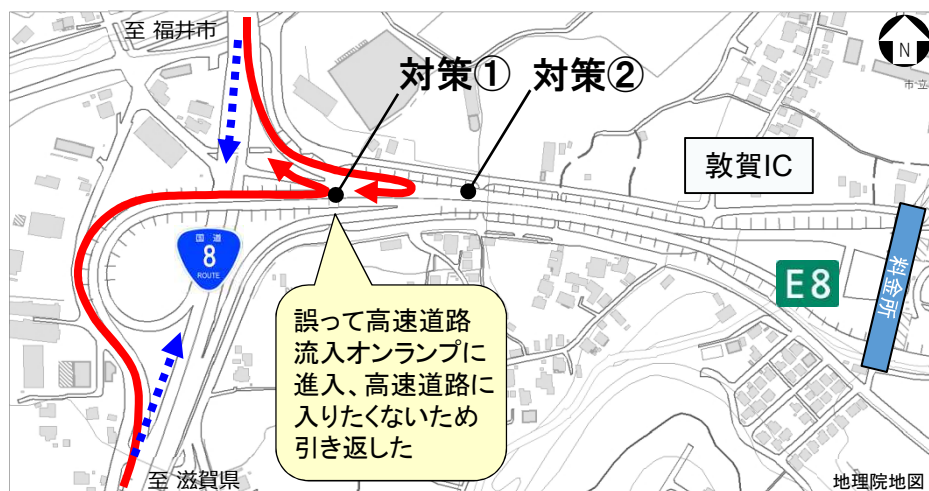 至 福井市
N
市立
対策① 対策②
敦賀IC
国道
8
ROUTE
E8
料金所
誤って高速道路
流入オンランプに
進入、高速道路に
入りたくないため
引き返した
至 滋賀県
地理院地図